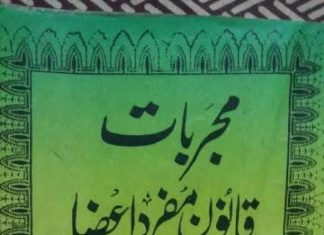 مجربات
قانون مفرد اعضا